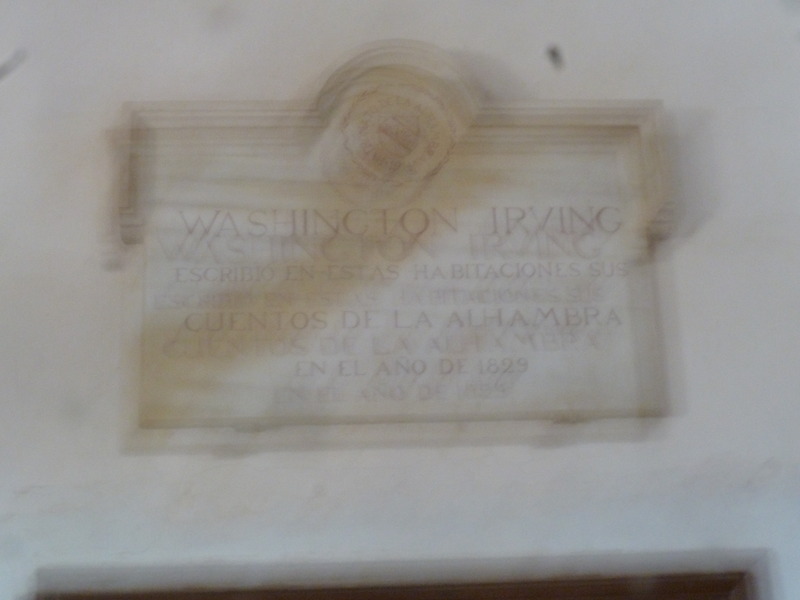 WASHINGTON IRVING
ESCRIBIO EN ESTAS HABITACIONES SUS
CUENTOS DE LA ALHAMBRA
EN EL AÑO DE 1829